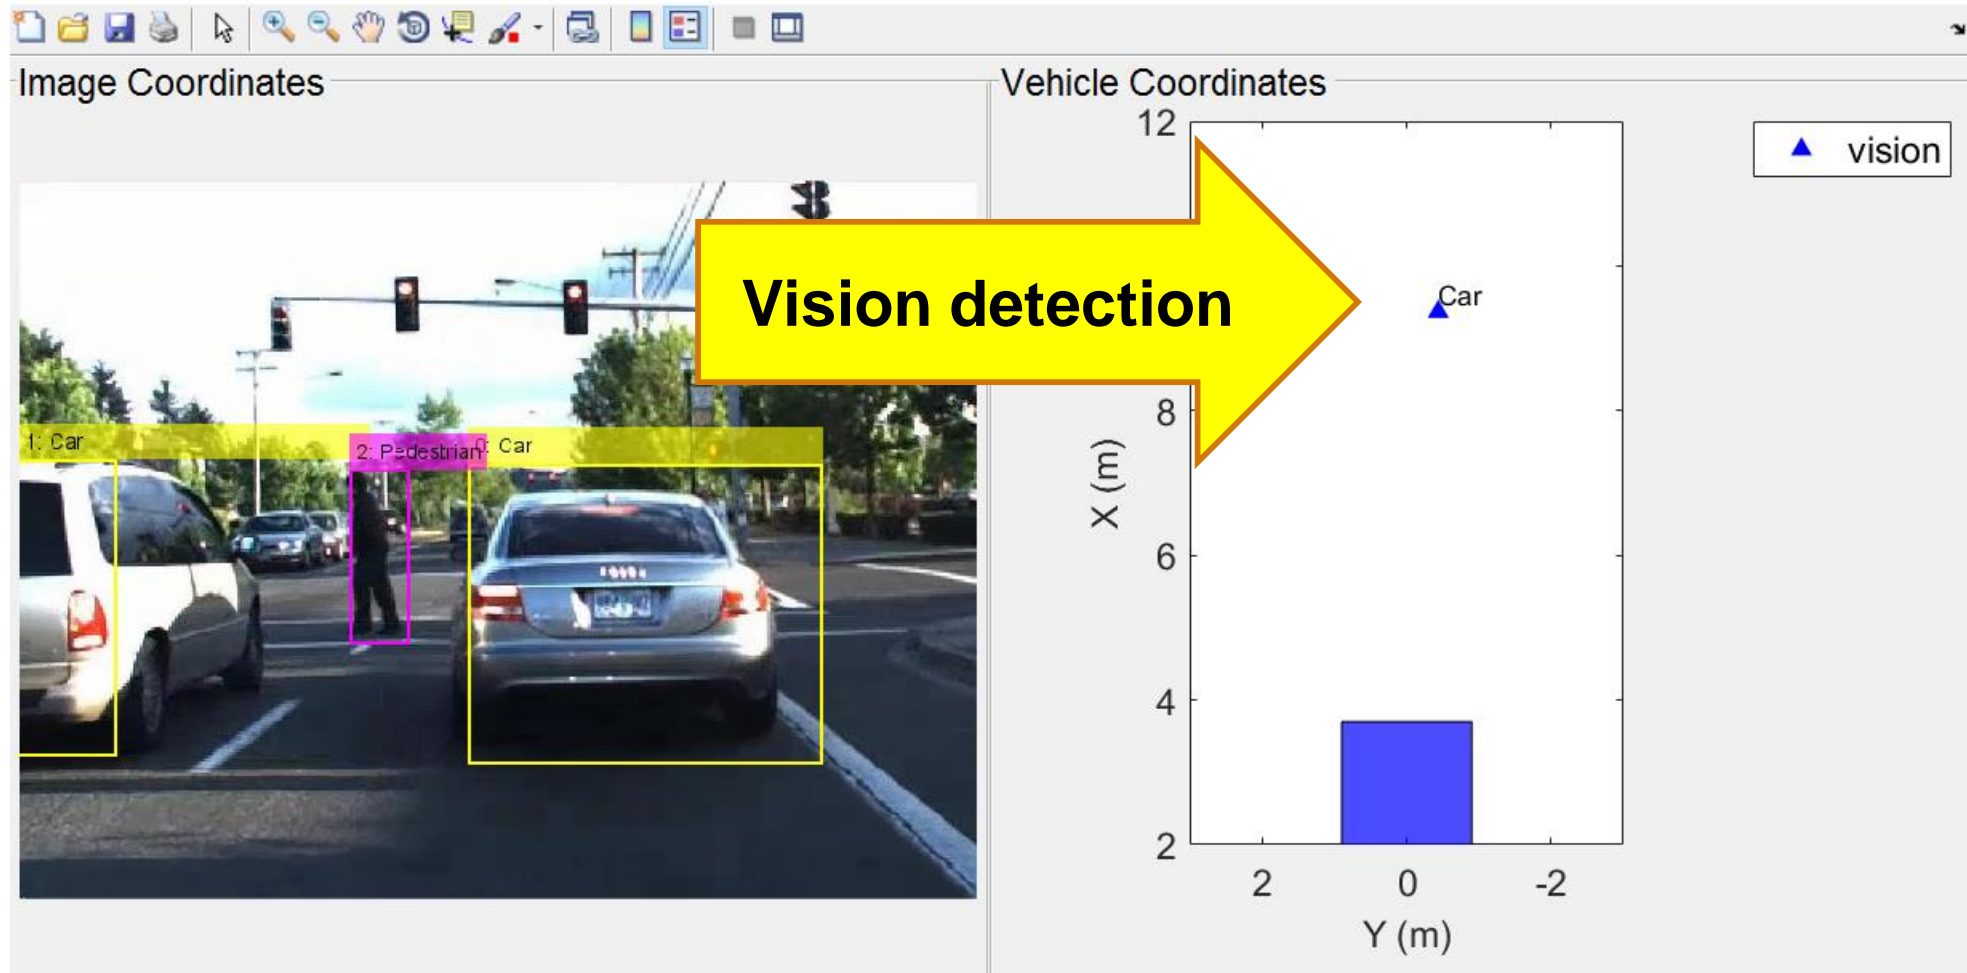 Image Coordinates
Vehicle Coordinates
12
vision
Vision detection
Car
8
1: Car
2: Pedestrian
0: Car
X (m)
6
4
2
2 0 -2
Y (m)